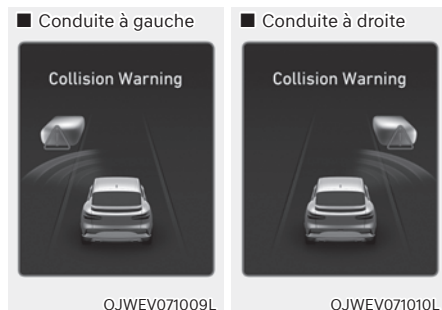 ■ Conduite à gauche
Collision Warning
OJWEV071009L
■ Conduite à droite
Collision Warning
OJWEV071010L